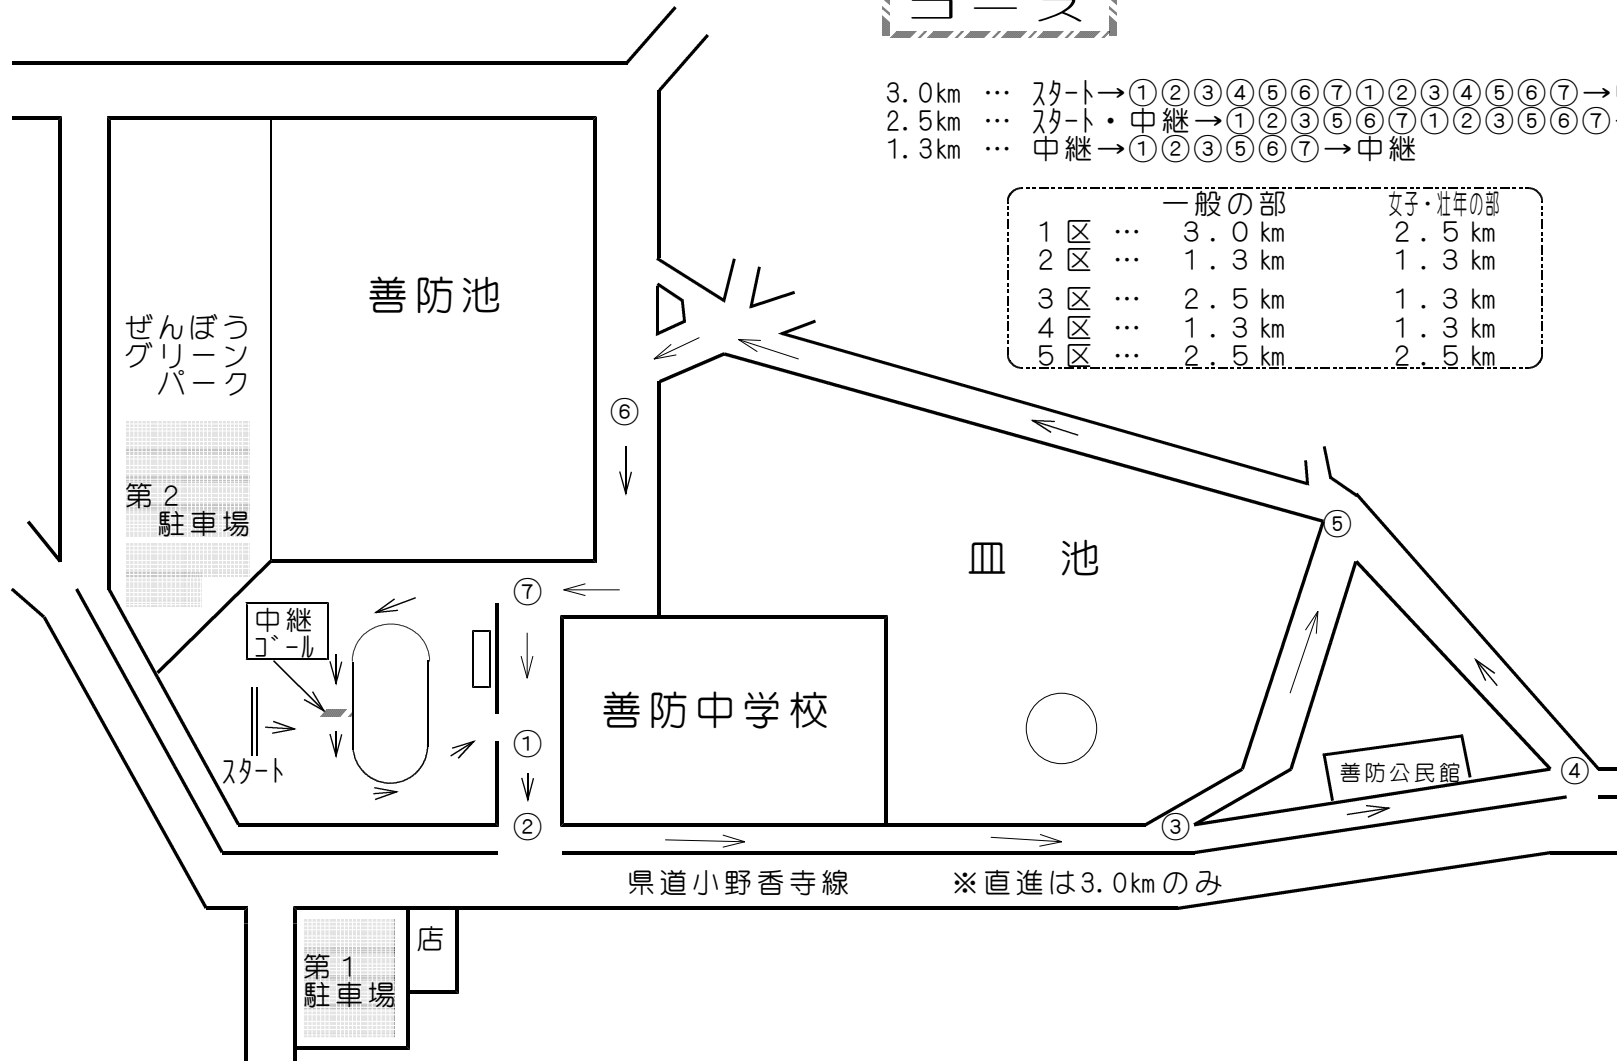 コース
3.0km … スタート→①②③④⑤⑥⑦①②③④⑤⑥⑦→
2.5km … スタート・中継→①②③⑤⑥⑦①②③⑤⑥⑦
1.3km … 中継→①②③⑤⑥⑦→中継
一般の部 女子・壮年の部
1区 … 3.0km 2.5km
2区 … 1.3km 1.3km
3区 … 2.5km 1.3km
4区 … 1.3km 1.3km
5区 … 2.5km 2.5km
善防池
ぜんぼう
グリーン
パーク
⑥
第2
駐車場
⑤
皿 池
⑦
中継
ゴール
善防中学校
スタート
①
善防公民館
④
②
③
県道小野香寺線 ※直進は3.0kmのみ
店
第1
駐車場